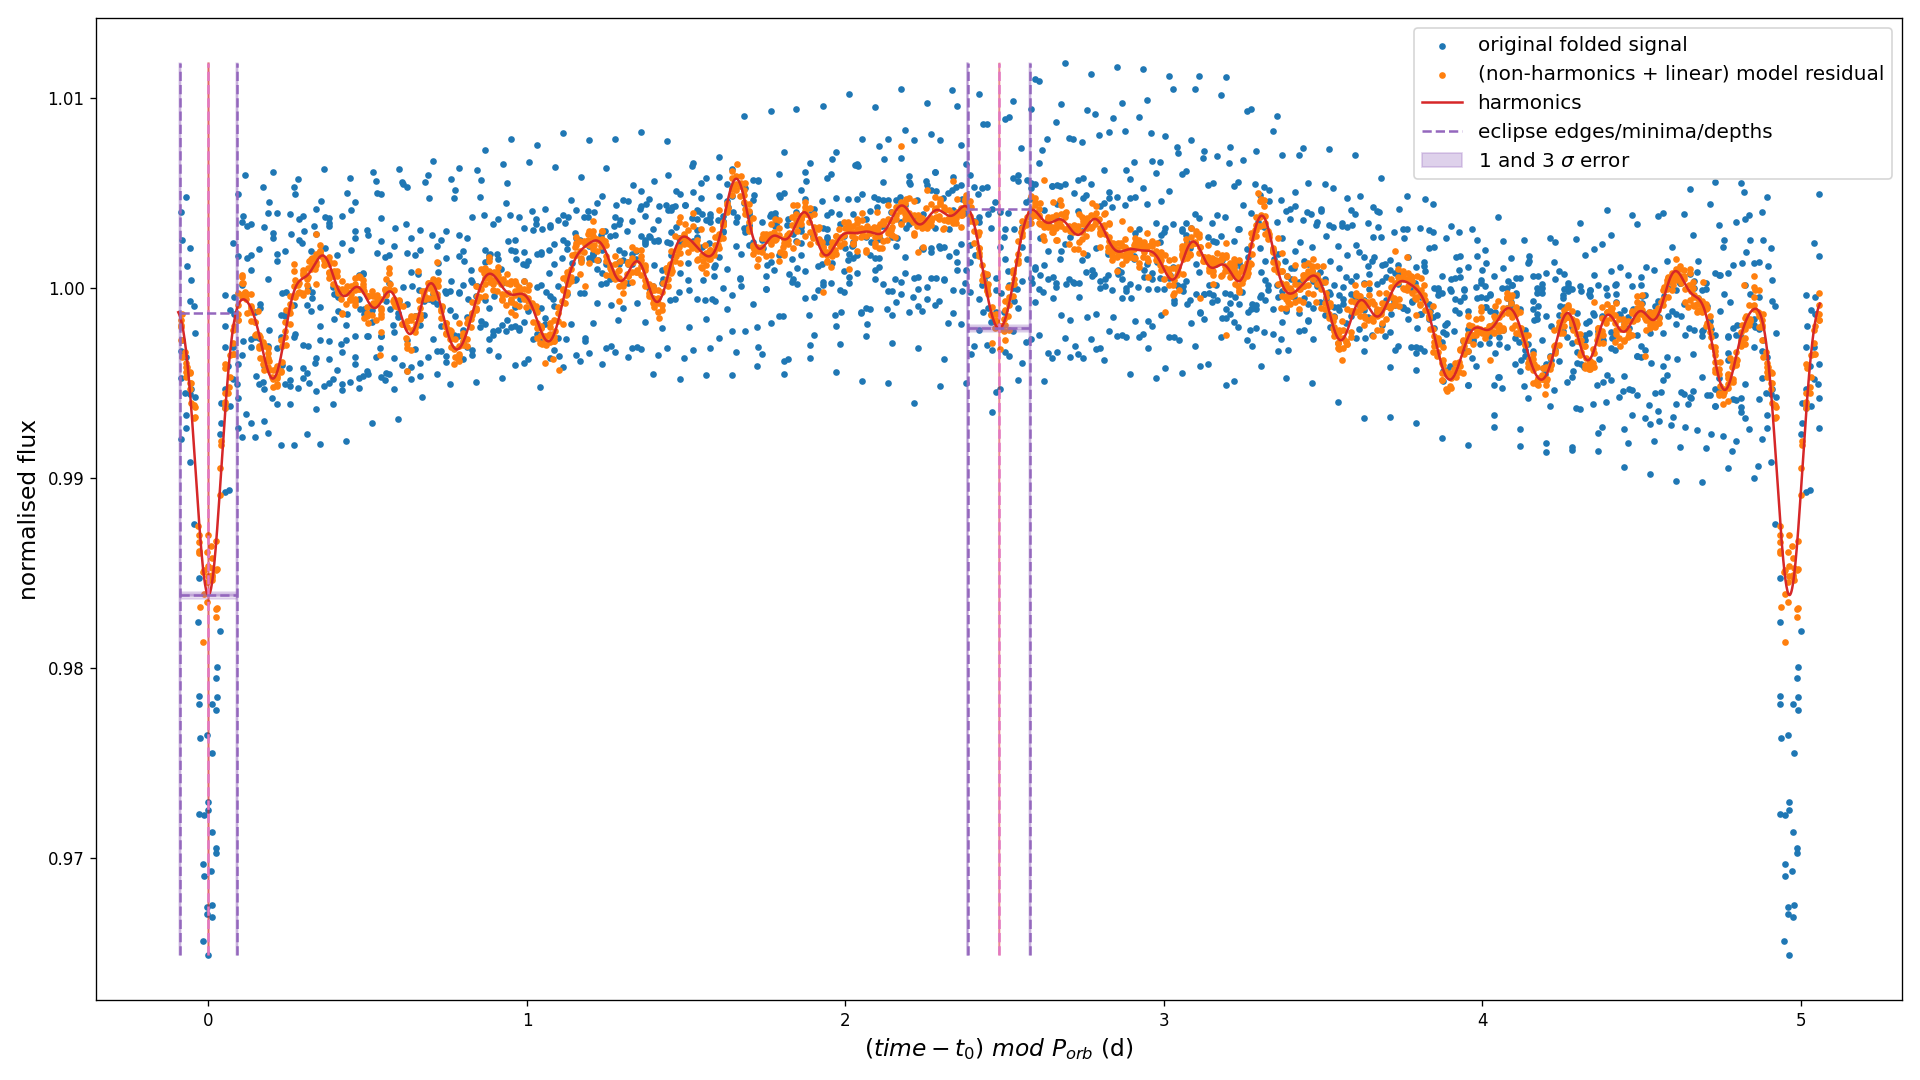 original folded signal
(non-harmonics + linear) model residual
harmonics
eclipse edges/minima/depths
1 and 3 σ error
normalised flux
1.01
1.00
0.99
0.98
0.97
0 1 2 3 4 5
(time − t₀) mod Pₒᵣb (d)